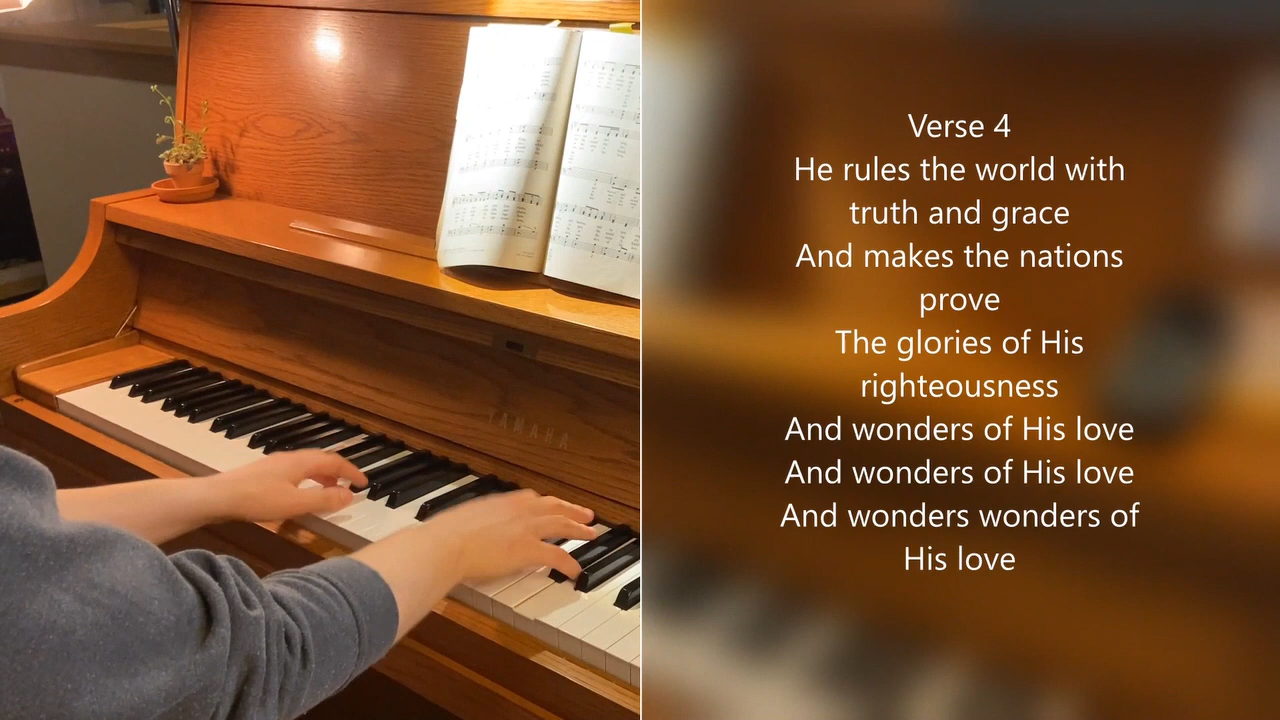 YAMAHA
Verse 4
He rules the world with
truth and grace
And makes the nations
prove
The glories of His
righteousness
And wonders of His love
And wonders of His love
And wonders wonders of
His love